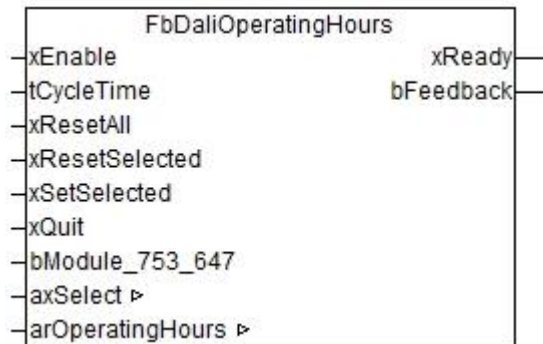 FbDaliOperatingHours
xEnable xReady
tCycleTime bFeedback
xResetAll
xResetSelected
xSetSelected
xQuit
bModule_753_647
axSelect ▹
arOperatingHours ▹